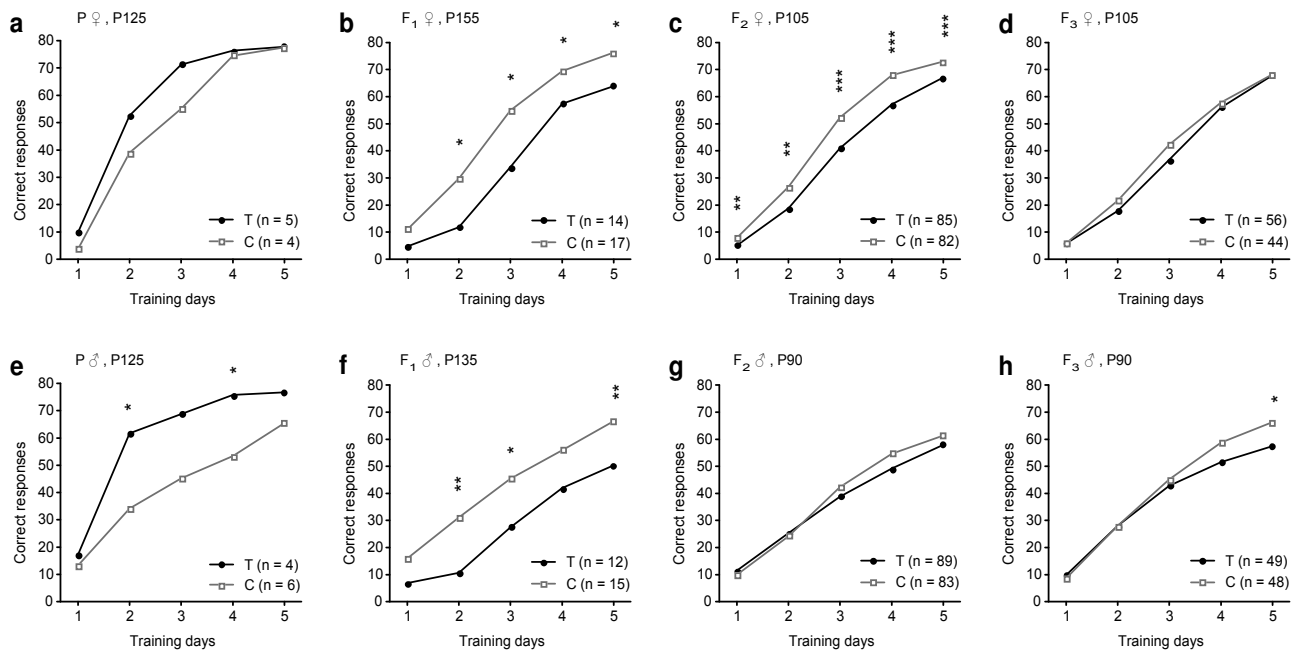 a P ♀, P125
Correct responses
80
70
60
50
40
30
20
10
0
T (n = 5)
C (n = 4)
1 2 3 4 5
Training days
b F₁ ♀, P155
Correct responses
80
70
60
50
40
30
20
10
0
* * * *
T (n = 14)
C (n = 17)
1 2 3 4 5
Training days
c F₂ ♀, P105
Correct responses
80
70
60
50
40
30
20
10
0
** ** *** *** ***
T (n = 85)
C (n = 82)
1 2 3 4 5
Training days
d F₃ ♀, P105
Correct responses
80
70
60
50
40
30
20
10
0
T (n = 56)
C (n = 44)
1 2 3 4 5
Training days
e P ♂, P125
Correct responses
80
70
60
50
40
30
20
10
0
* *
T (n = 4)
C (n = 6)
1 2 3 4 5
Training days
f F₁ ♂, P135
Correct responses
80
70
60
50
40
30
20
10
0
** * **
T (n = 12)
C (n = 15)
1 2 3 4 5
Training days
g F₂ ♂, P90
Correct responses
80
70
60
50
40
30
20
10
0
T (n = 89)
C (n = 83)
1 2 3 4 5
Training days
h F₃ ♂, P90
Correct responses
80
70
60
50
40
30
20
10
0
*
T (n = 49)
C (n = 48)
1 2 3 4 5
Training days